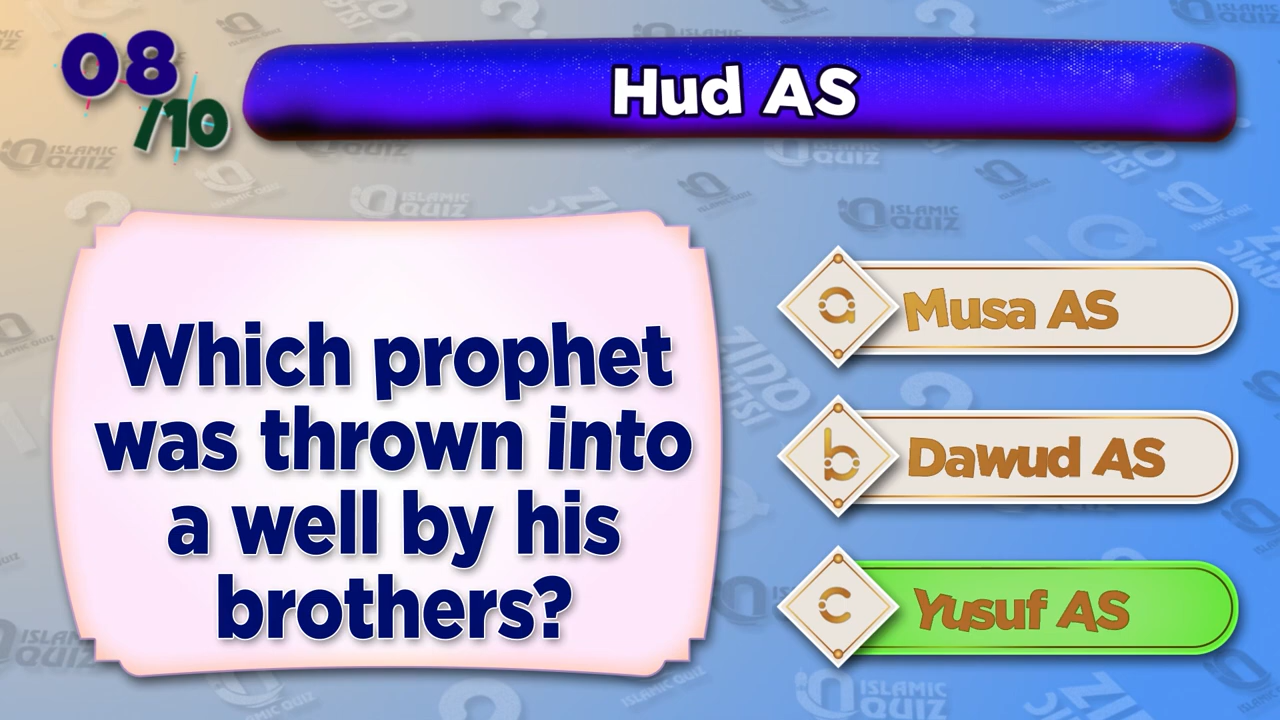 08
/10
Hud AS
Which prophet
was thrown into
a well by his
brothers?
a Musa AS
b Dawud AS
c Yusuf AS
ISLAMIC
QUIZ